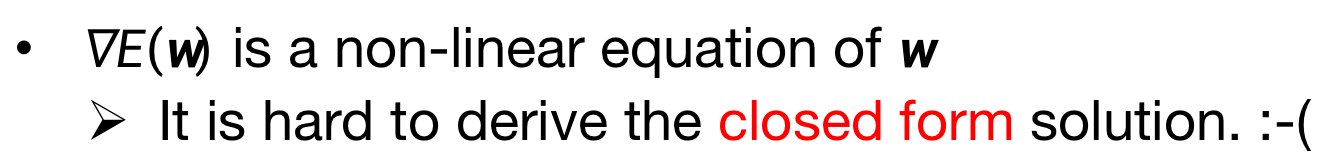 • ∇E(w) is a non-linear equation of w
➢ It is hard to derive the closed form solution. :-(